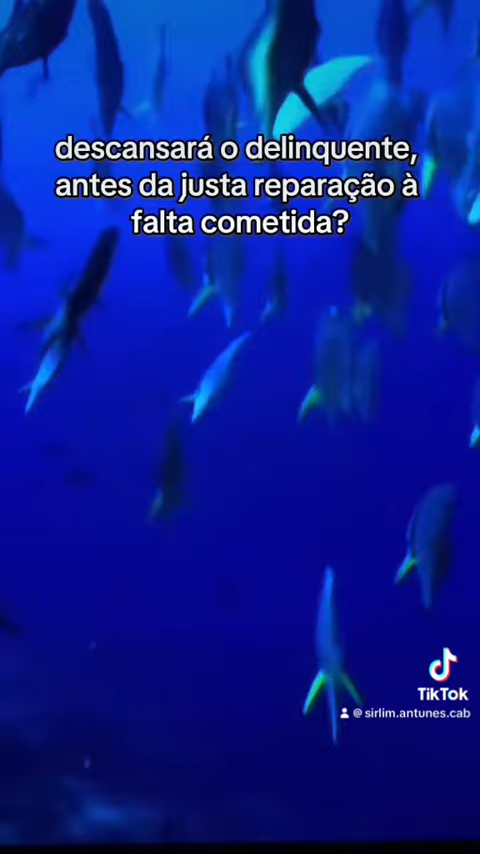 descansará o delinquente,
antes da justa reparação à
falta cometida?
TikTok
@ sirlim.antunes.cab